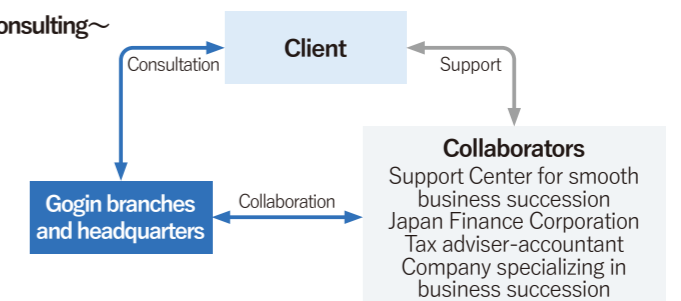 onsulting～
Client
Consultation
Support
Gogin branches
and headquarters
Collaboration
Collaborators
Support Center for smooth
business succession
Japan Finance Corporation
Tax adviser-accountant
Company specializing in
business succession